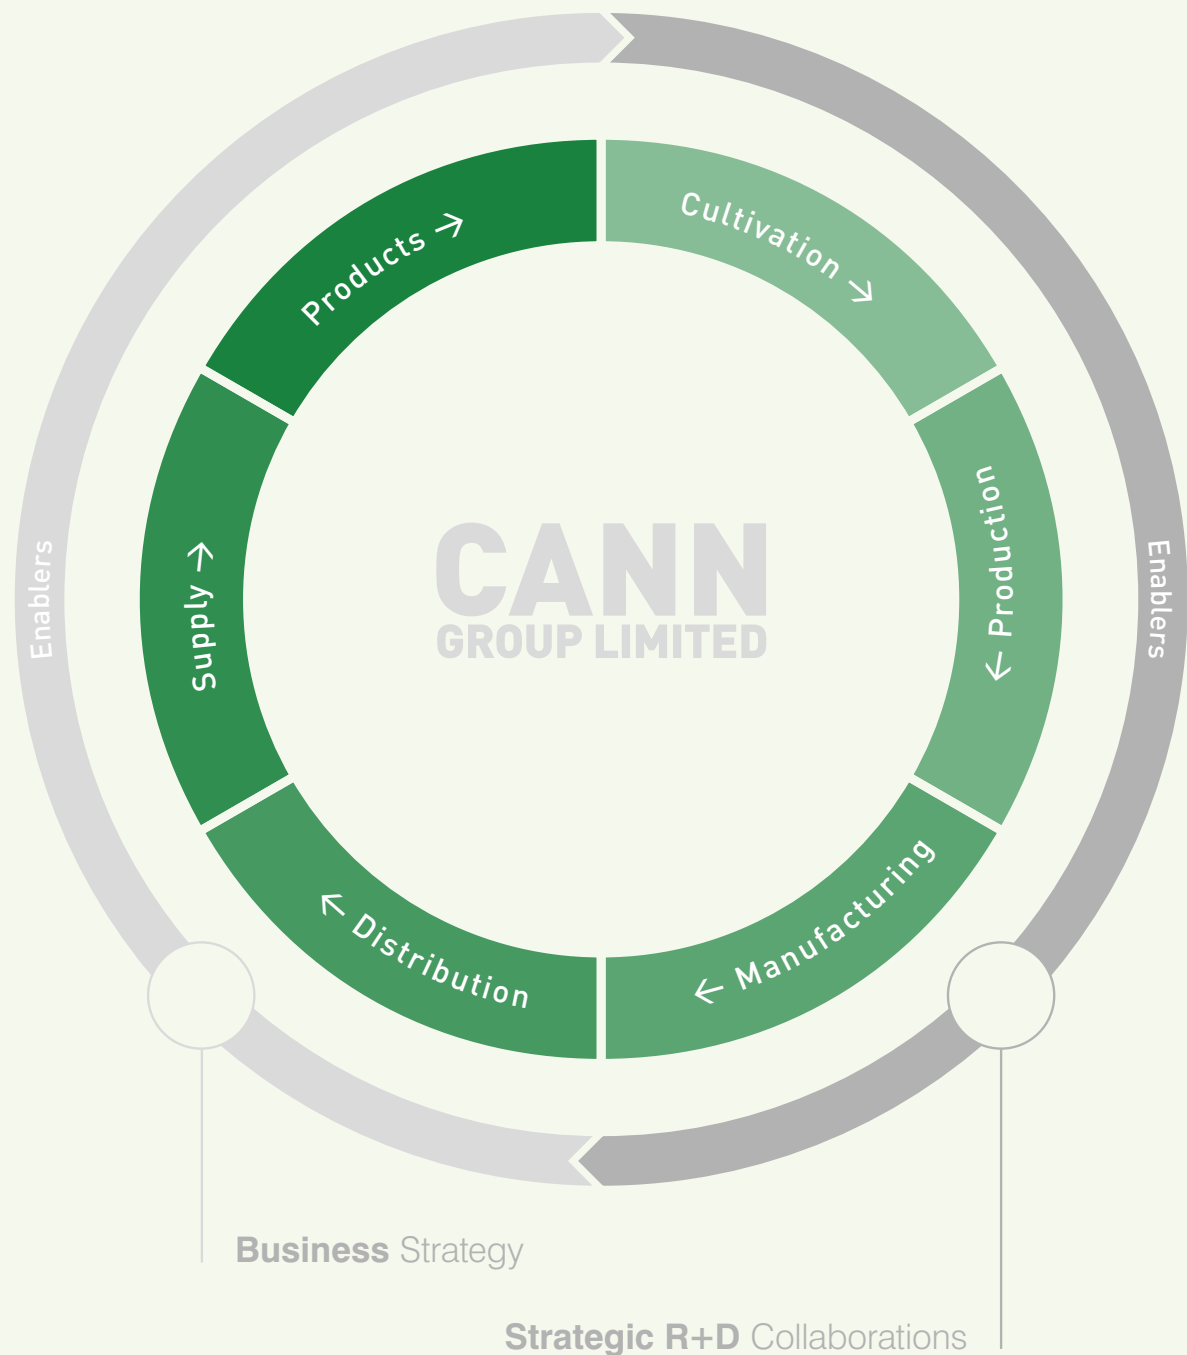 Products →
Cultivation →
Enablers
Supply →
CANN
GROUP LIMITED
← Production
Enablers
← Distribution
← Manufacturing
Business Strategy
Strategic R+D Collaborations